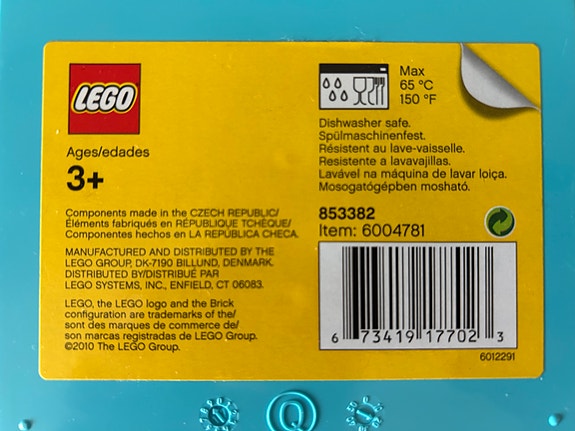 LEGO
Ages/edades
3+
Components made in the CZECH REPUBLIC/
Éléments fabriqués en RÉPUBLIQUE TCHÈQUE/
Componentes hechos en LA REPÚBLICA CHECA.
MANUFACTURED AND DISTRIBUTED BY THE
LEGO GROUP, DK-7190 BILLUND, DENMARK.
DISTRIBUTED BY/DISTRIBUÉ PAR
LEGO SYSTEMS, INC., ENFIELD, CT 06083.
LEGO, the LEGO logo and the Brick
configuration are trademarks of the/
sont des marques de commerce de/
son marcas registradas de LEGO Group.
©2010 The LEGO Group.
Max
65 °C
150 °F
Dishwasher safe.
Spülmaschinenfest.
Résistent au lave-vaisselle.
Resistente a lavavajillas.
Lavável na máquina de lavar loiça.
Mosogatógépben mosható.
853382
Item: 6004781
6 73419 17702 3
6012291
Q